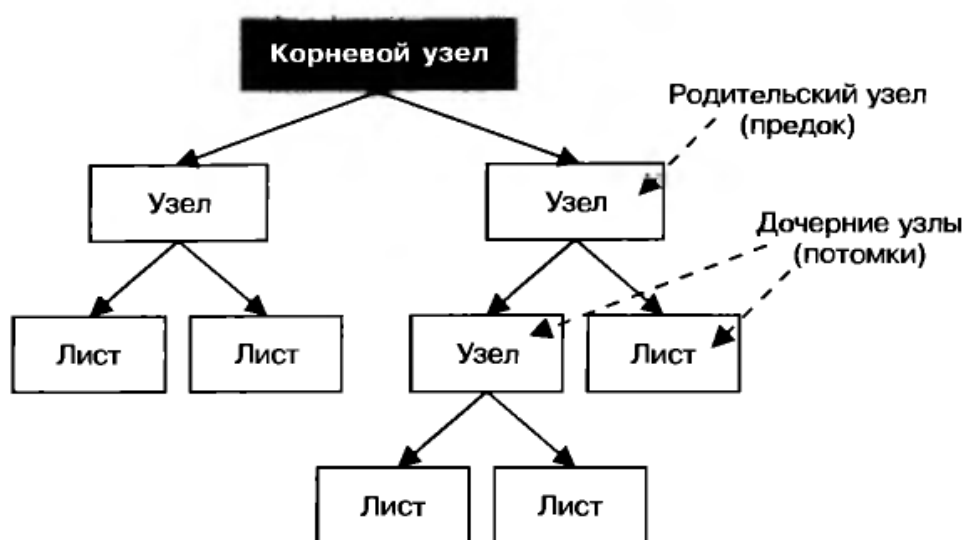 Корневой узел
Родительский узел
(предок)
Узел
Узел
Дочерние узлы
(потомки)
Лист
Лист
Узел
Лист
Лист
Лист